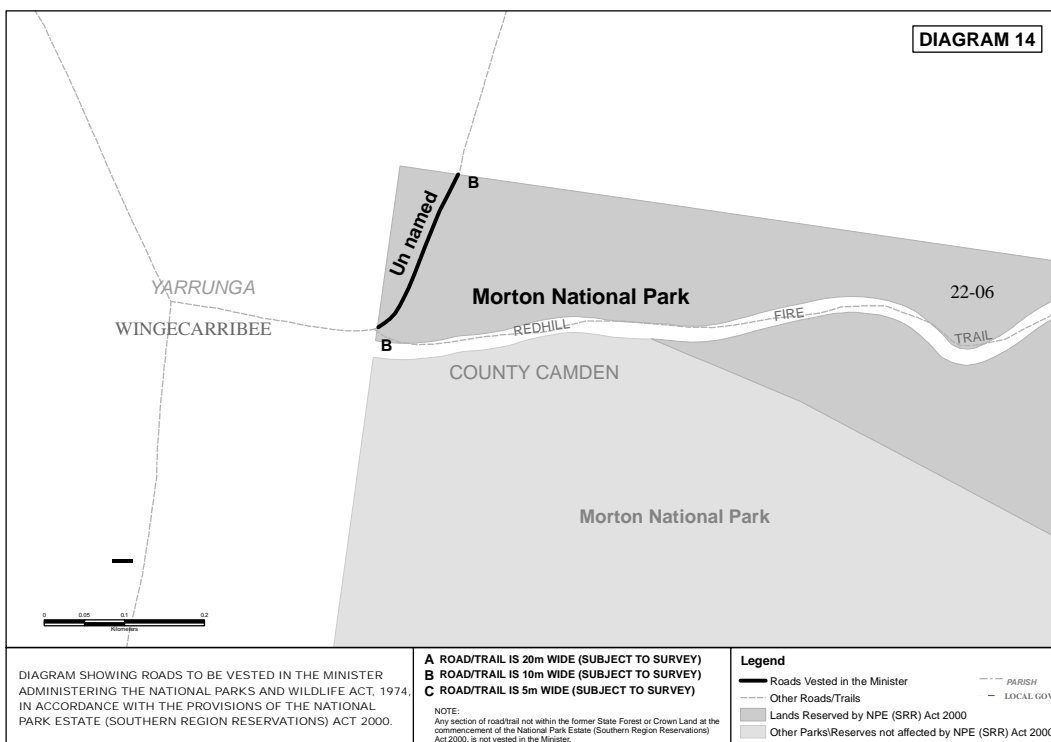 DIAGRAM 14
B
Un named
YARRUNGA
Morton National Park
22-06
WINGECARRIBEE
REDHILL
FIRE
TRAIL
B
COUNTY CAMDEN
Morton National Park
0 0.05 0.1 0.2
Kilometers
DIAGRAM SHOWING ROADS TO BE VESTED IN THE MINISTER
ADMINISTERING THE NATIONAL PARKS AND WILDLIFE ACT, 1974,
IN ACCORDANCE WITH THE PROVISIONS OF THE NATIONAL
PARK ESTATE (SOUTHERN REGION RESERVATIONS) ACT 2000.
A ROAD/TRAIL IS 20m WIDE (SUBJECT TO SURVEY)
B ROAD/TRAIL IS 10m WIDE (SUBJECT TO SURVEY)
C ROAD/TRAIL IS 5m WIDE (SUBJECT TO SURVEY)
NOTE:
Any section of road/trail not within the former State Forest or Crown Land at the
commencement of the National Park Estate (Southern Region Reservations)
Act 2000, is not vested in the Minister.
Legend
Roads Vested in the Minister
Other Roads/Trails
Lands Reserved by NPE (SRR) Act 2000
Other Parks\Reserves not affected by NPE (SRR) Act 2000
PARISH
LOCAL GOV